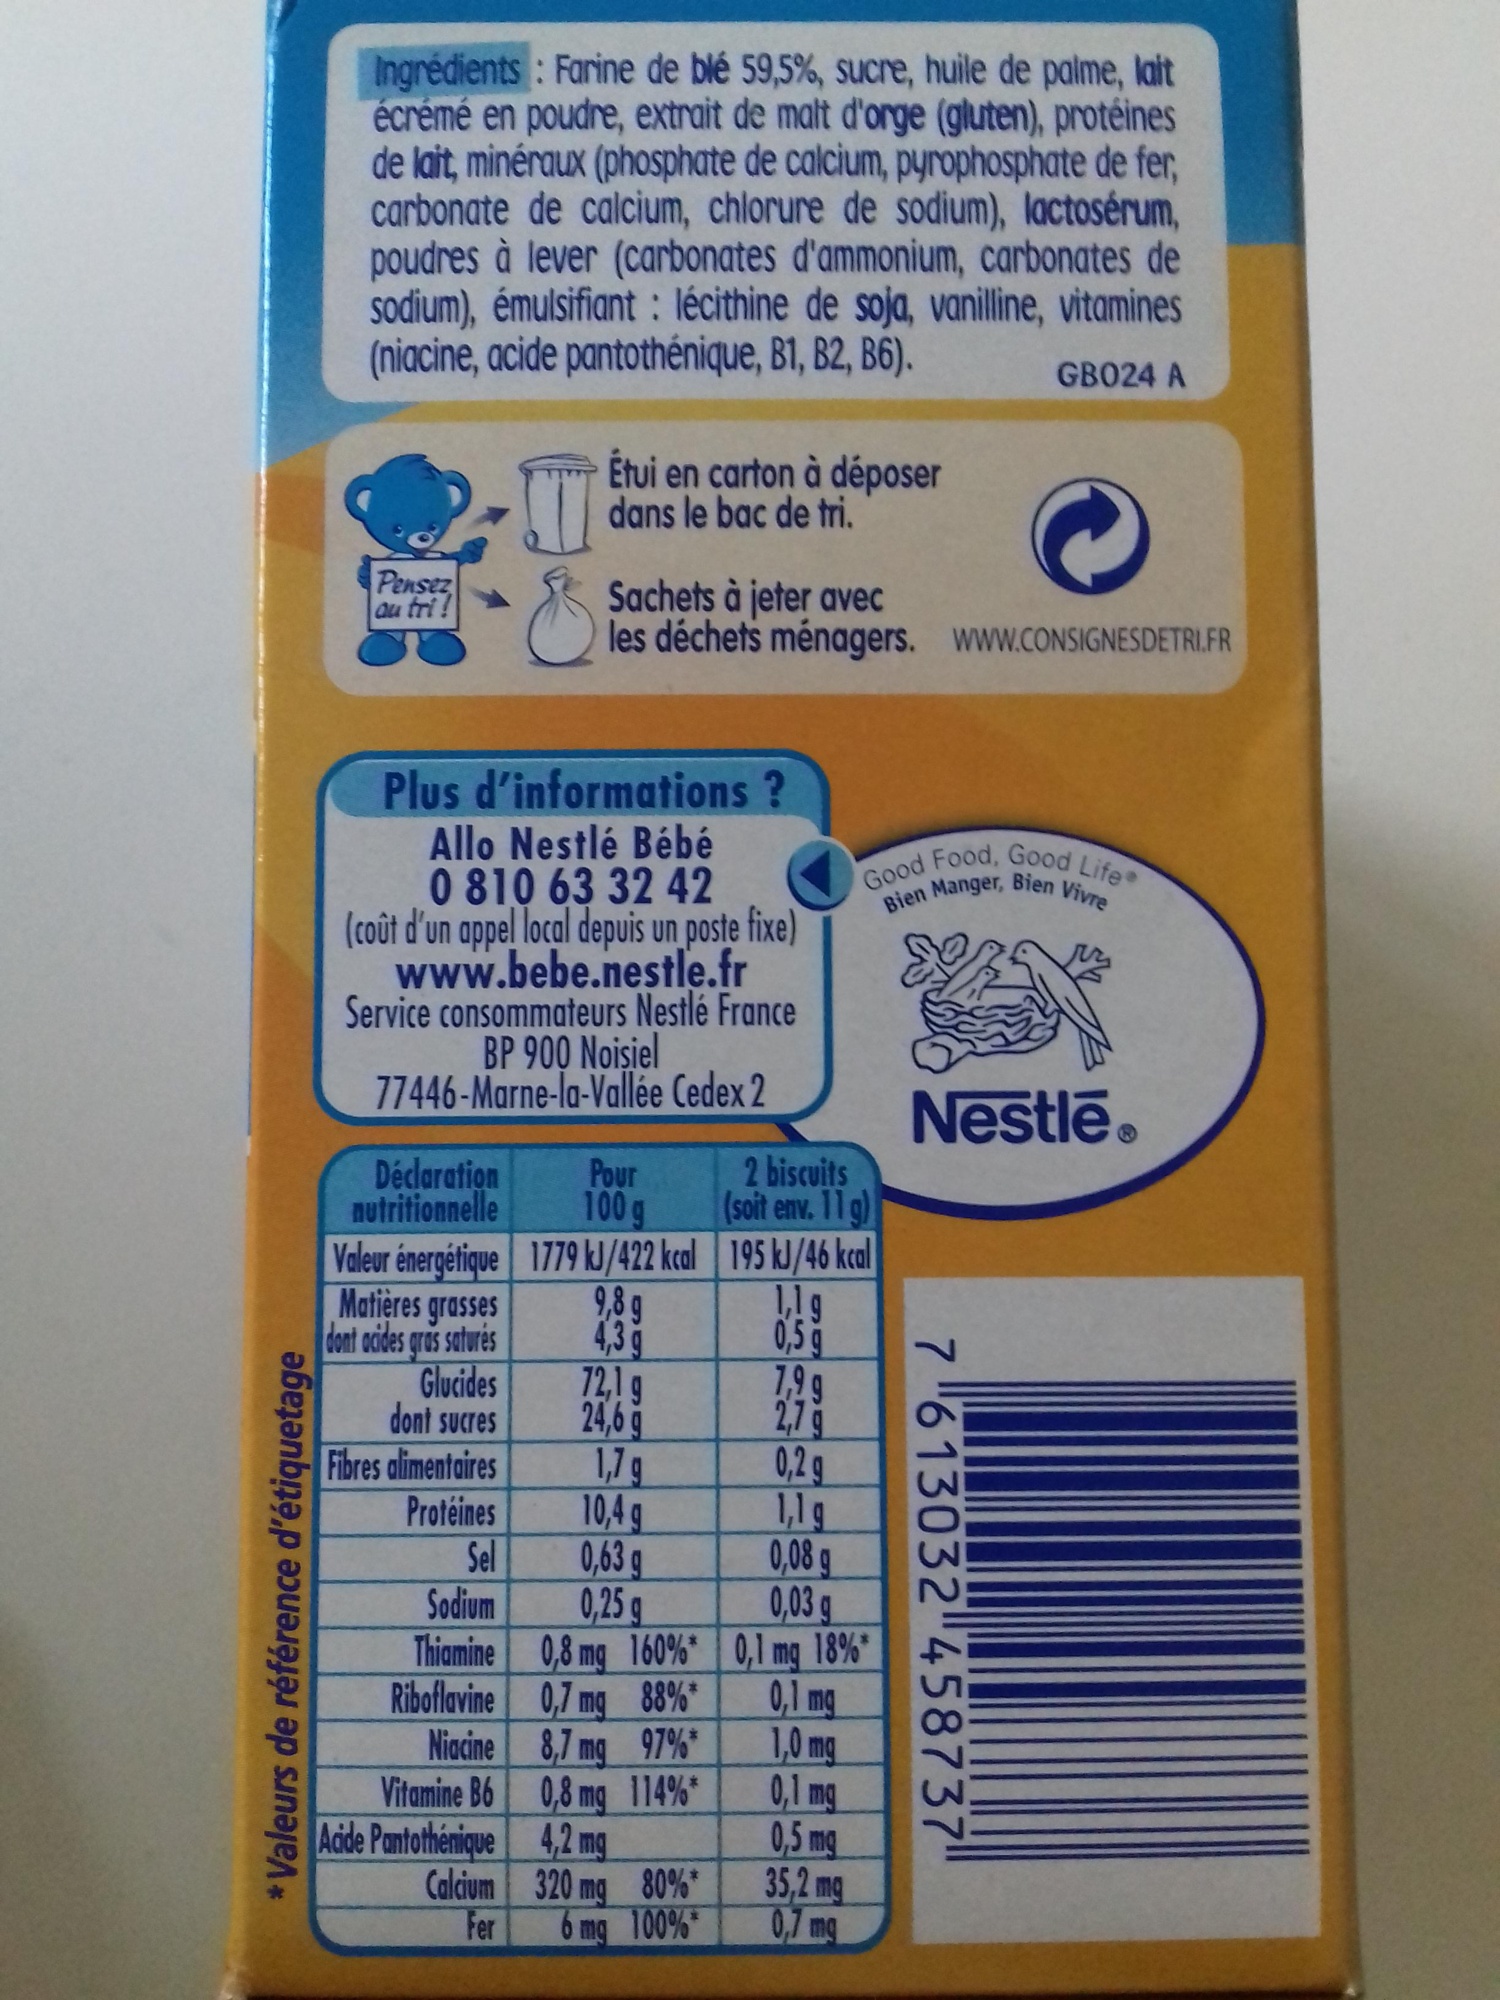 Ingrédients : Farine de blé 59,5%, sucre, huile de palme, lait
écrémé en poudre, extrait de malt d'orge (gluten), protéines
de lait, minéraux (phosphate de calcium, pyrophosphate de fer,
carbonate de calcium, chlorure de sodium), lactosérum,
poudres à lever (carbonates d'ammonium, carbonates de
sodium), émulsifiant : lécithine de soja, vanilline, vitamines
(niacine, acide pantothénique, B1, B2, B6).
GB024 A
Pensez
au tri !
Étui en carton à déposer
dans le bac de tri.
Sachets à jeter avec
les déchets ménagers.
WWW.CONSIGNESDETRI.FR
Plus d'informations ?
Allo Nestlé Bébé
0 810 63 32 42
(coût d'un appel local depuis un poste fixe)
www.bebe.nestle.fr
Service consommateurs Nestlé France
BP 900 Noisiel
77446-Marne-la-Vallée Cedex 2
Good Food, Good Life®
Bien Manger, Bien Vivre
Nestlé®
Déclaration nutritionnelle Pour 100 g 2 biscuits (soit env. 11 g)
Valeur énergétique 1779 kJ/422 kcal 195 kJ/46 kcal
Matières grasses 9,8 g 1,1 g
dont acides gras saturés 4,3 g 0,5 g
Glucides 72,1 g 7,9 g
dont sucres 24,6 g 2,7 g
Fibres alimentaires 1,7 g 0,2 g
Protéines 10,4 g 1,1 g
Sel 0,63 g 0,08 g
Sodium 0,25 g 0,03 g
Thiamine 0,8 mg 160%* 0,1 mg 18%*
Riboflavine 0,7 mg 88%* 0,1 mg
Niacine 8,7 mg 97%* 1,0 mg
Vitamine B6 0,8 mg 114%* 0,1 mg
Acide Pantothénique 4,2 mg 0,5 mg
Calcium 320 mg 80%* 35,2 mg
Fer 6 mg 100%* 0,7 mg
* Valeurs de référence d'étiquetage
7 613032 458737